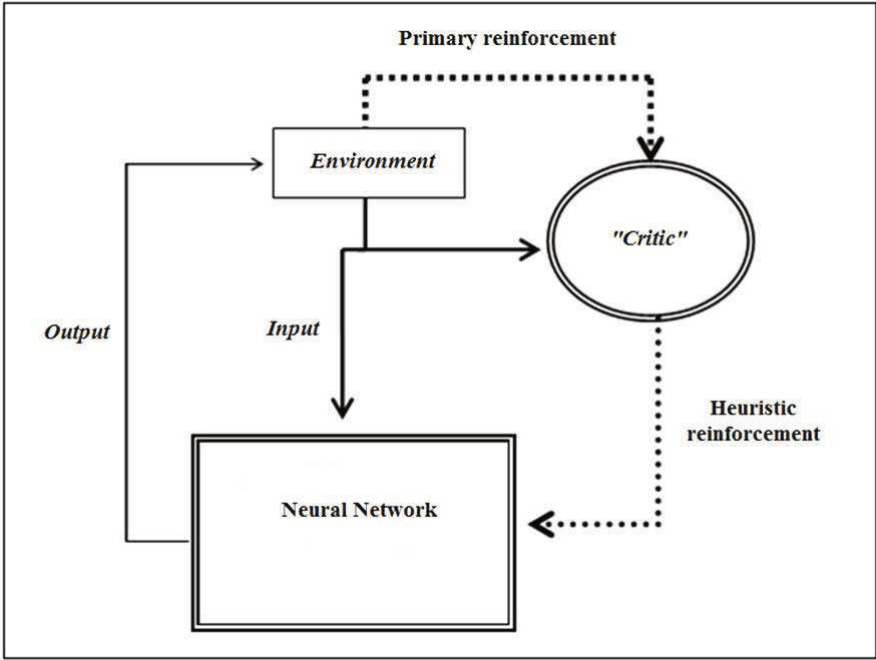 Primary reinforcement
Environment
"Critic"
Output
Input
Heuristic
reinforcement
Neural Network